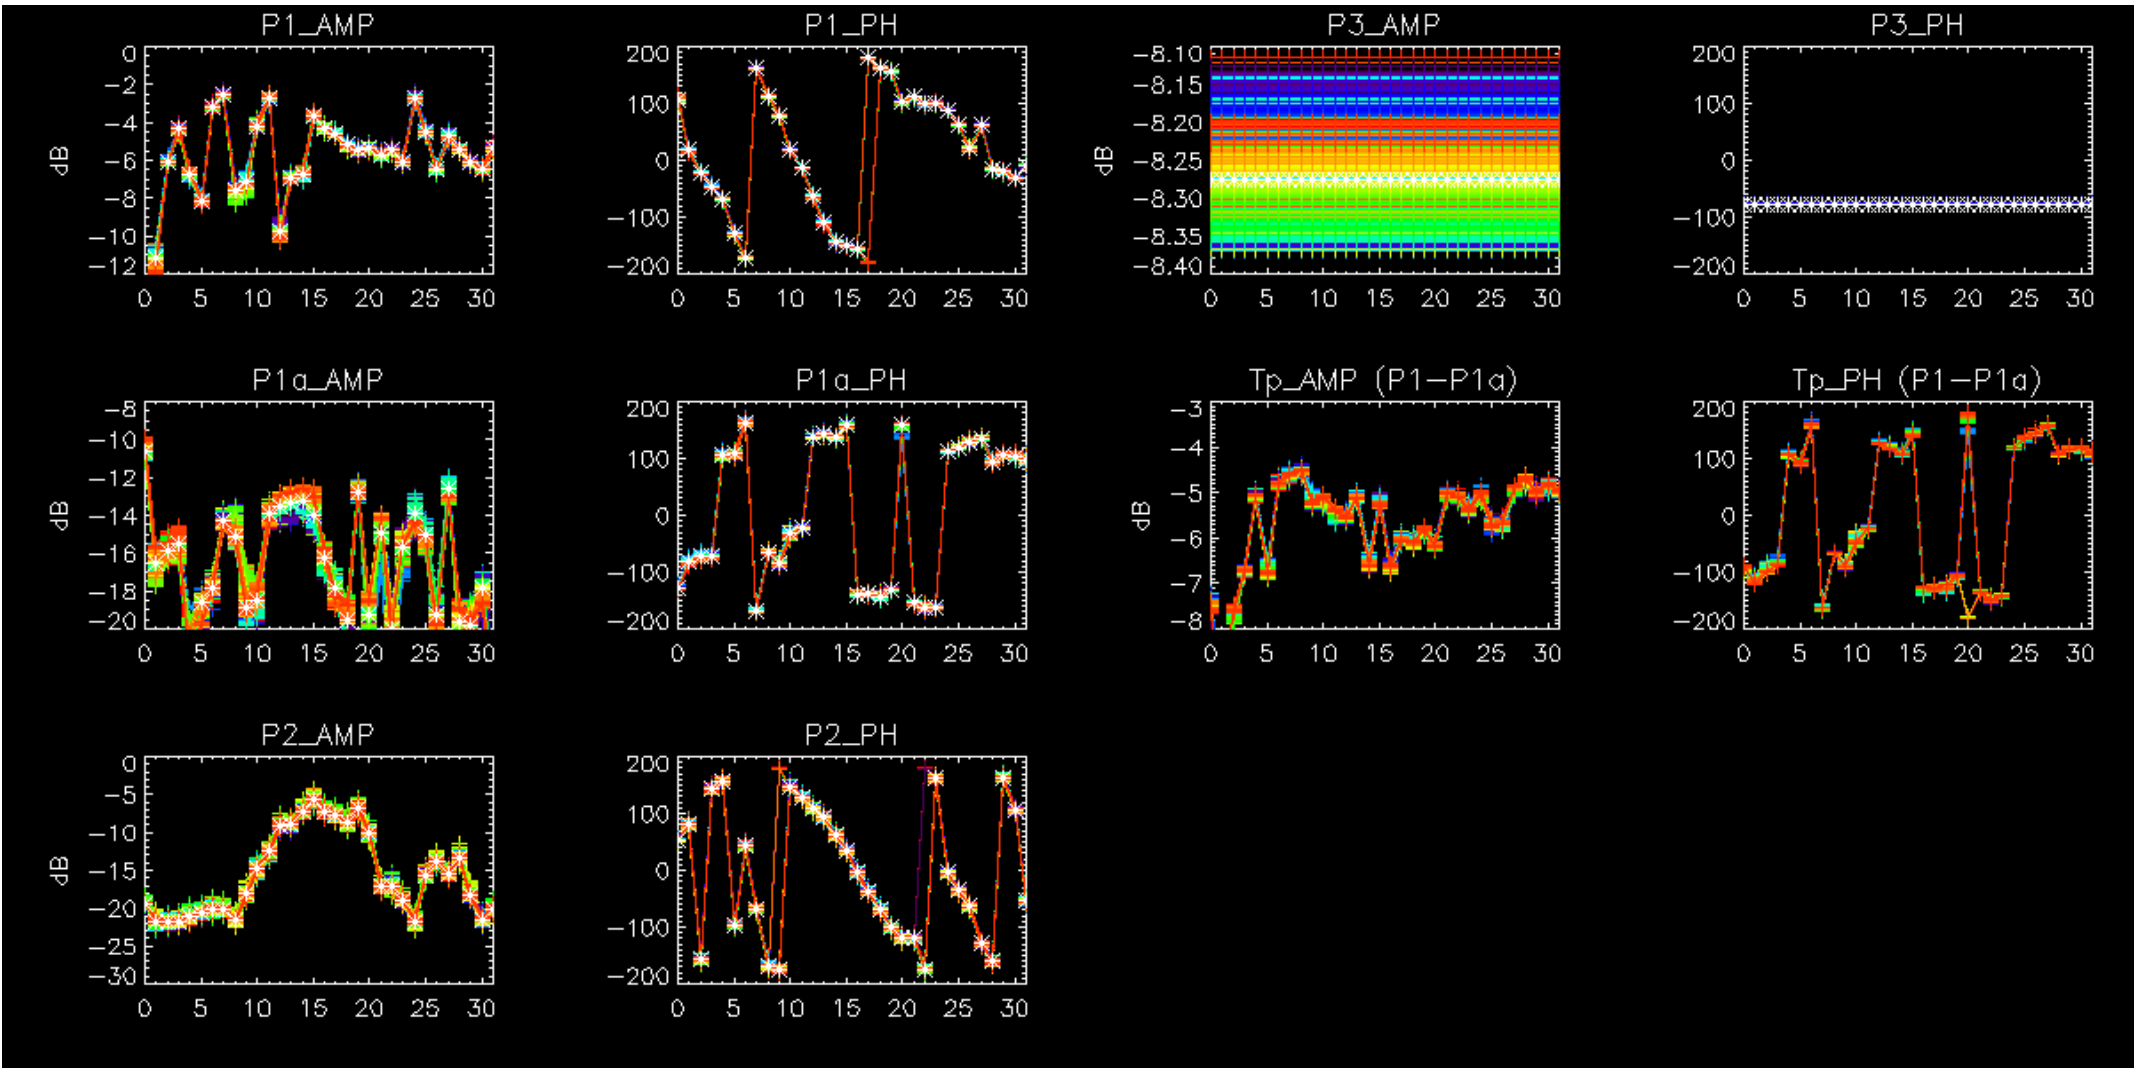 P1_AMP P1_PH P3_AMP P3_PH
0 200 -8.10 200
-2 100 -8.15 100
-4 0 -8.20 0
-6 -100 -8.25 -100
-8 -200 -8.30 -200
-10 -8.35
-12 -8.40
dB dB
0 5 10 15 20 25 30 0 5 10 15 20 25 30 0 5 10 15 20 25 30 0 5 10 15 20 25 30
P1a_AMP P1a_PH Tp_AMP (P1-P1a) Tp_PH (P1-P1a)
-8 200 -3 200
-10 100 -4 100
-12 0 -5 0
-14 -100 -6 -100
-16 -200 -7 -200
-18 -8
-20
dB dB
0 5 10 15 20 25 30 0 5 10 15 20 25 30 0 5 10 15 20 25 30 0 5 10 15 20 25 30
P2_AMP P2_PH
0 200
-5 100
-10 0
-15 -100
-20 -200
-25
-30
dB
0 5 10 15 20 25 30 0 5 10 15 20 25 30